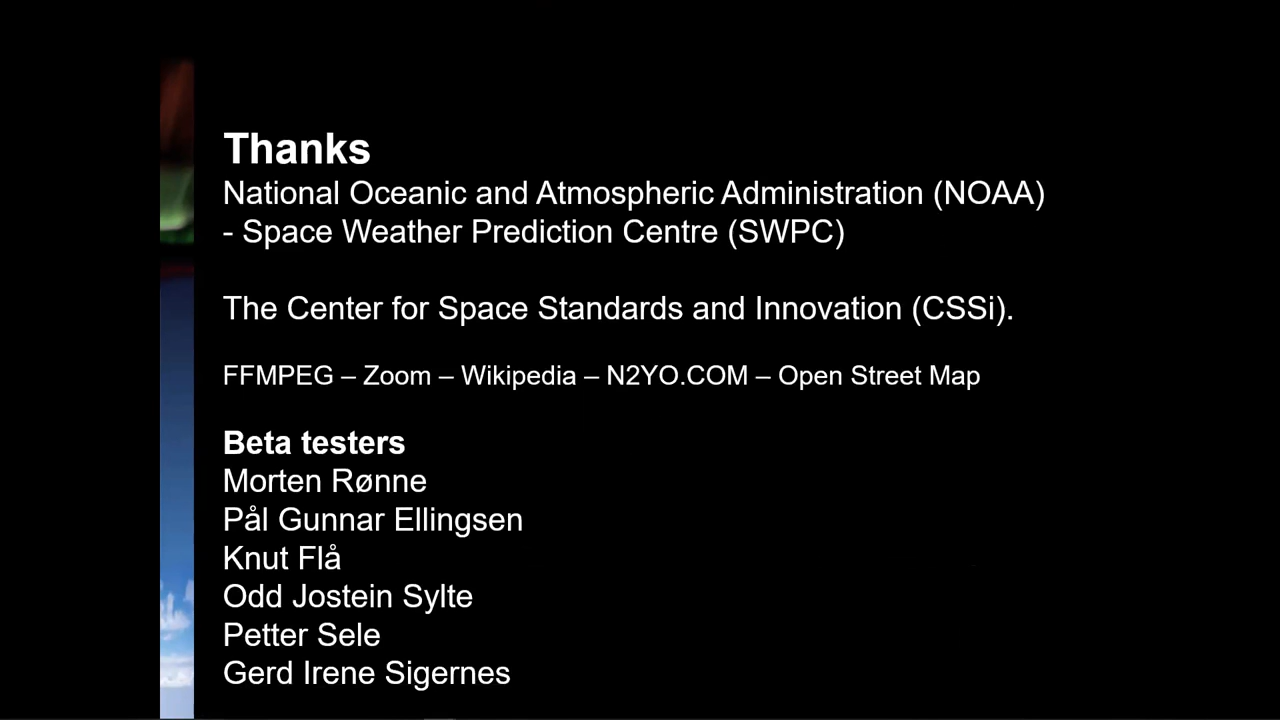 Thanks
National Oceanic and Atmospheric Administration (NOAA)
- Space Weather Prediction Centre (SWPC)
The Center for Space Standards and Innovation (CSSi).
FFMPEG – Zoom – Wikipedia – N2YO.COM – Open Street Map
Beta testers
Morten Rønne
Pål Gunnar Ellingsen
Knut Flå
Odd Jostein Sylte
Petter Sele
Gerd Irene Sigernes